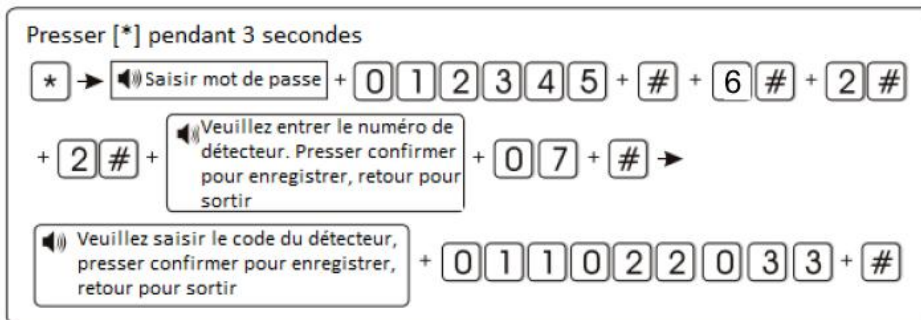 Presser [*] pendant 3 secondes
* Saisir mot de passe + 0 1 2 3 4 5 + # + 6 # + 2 #
+ 2 # + Veuillez entrer le numéro de
détecteur. Presser confirmer + 0 7 + #
pour enregistrer, retour pour
sortir
Veuillez saisir le code du détecteur,
presser confirmer pour enregistrer, + 0 1 1 0 2 2 0 3 3 + #
retour pour sortir